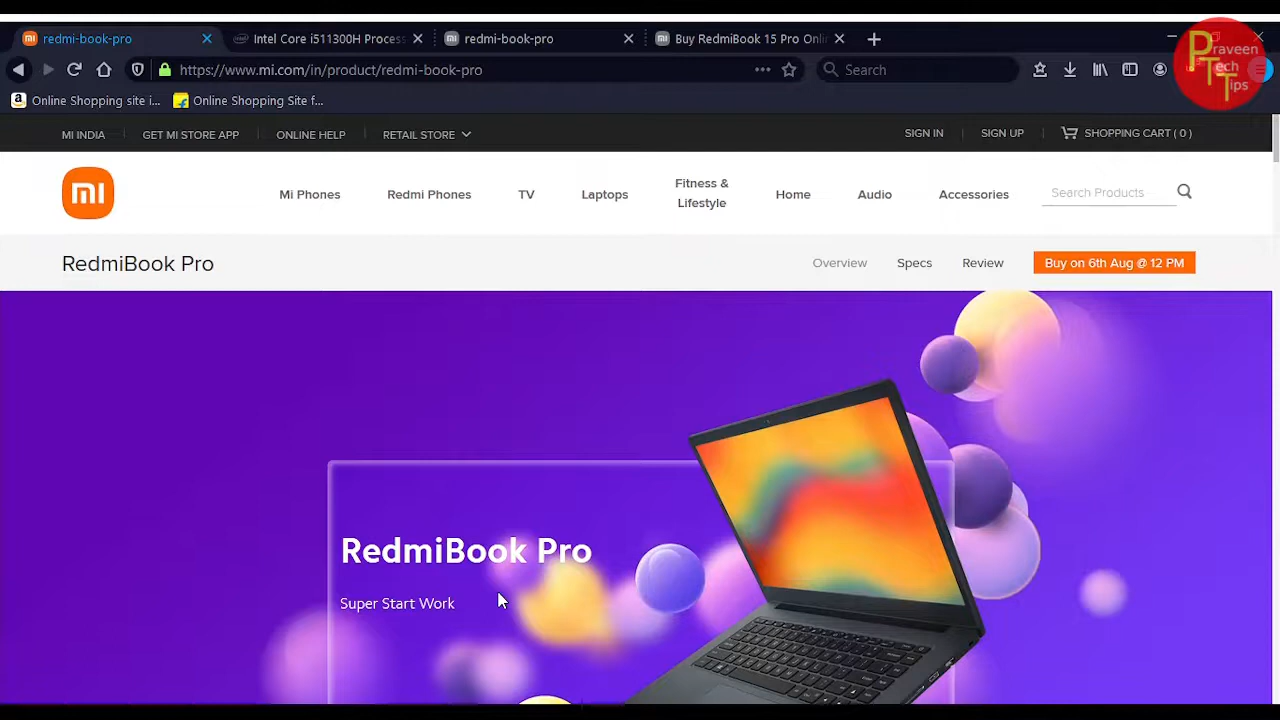 redmi-book-pro
Intel Core i511300H Process
redmi-book-pro
Buy RedmiBook 15 Pro Onli
Praveen
Tech
Tips
https://www.mi.com/in/product/redmi-book-pro
Search
Online Shopping site i...
Online Shopping Site f...
MI INDIA
GET MI STORE APP
ONLINE HELP
RETAIL STORE
SIGN IN
SIGN UP
SHOPPING CART ( 0 )
mi
Mi Phones
Redmi Phones
TV
Laptops
Fitness &
Lifestyle
Home
Audio
Accessories
Search Products
RedmiBook Pro
Overview
Specs
Review
Buy on 6th Aug @ 12 PM
RedmiBook Pro
Super Start Work